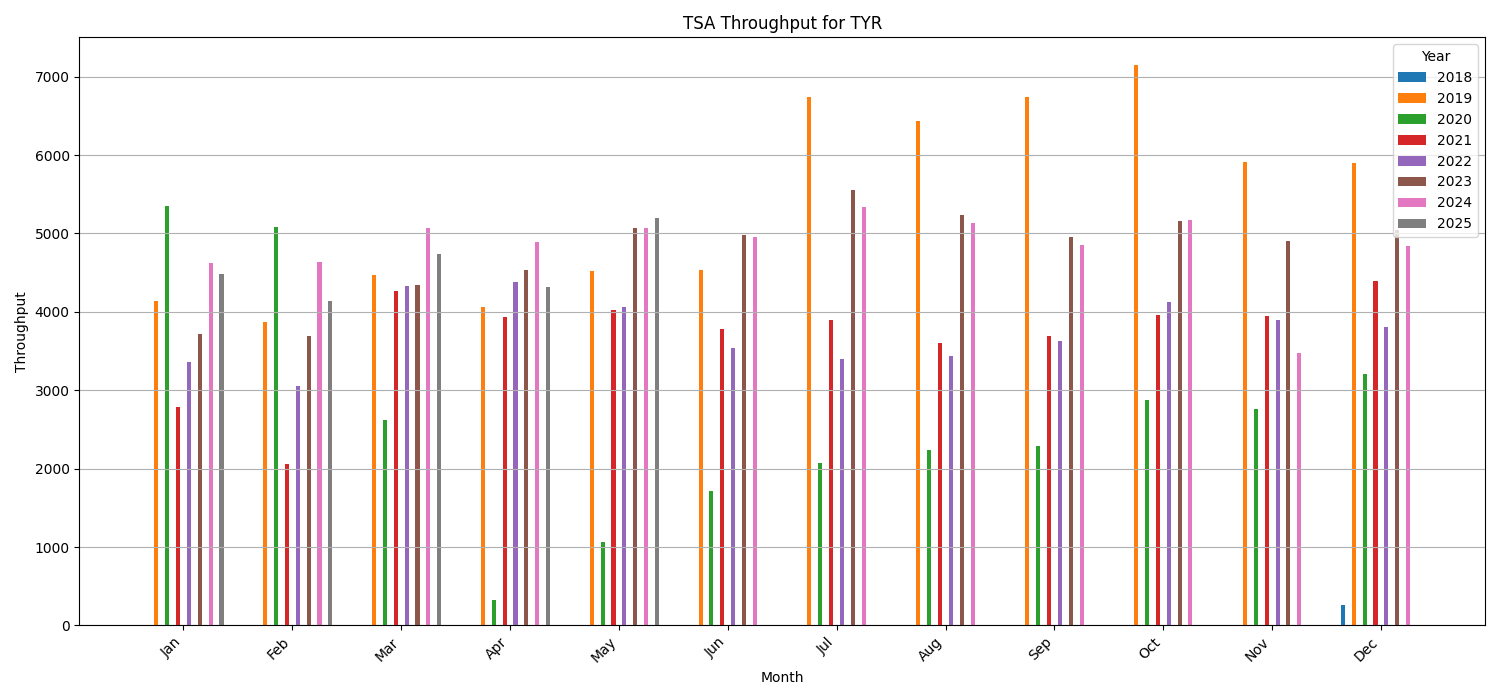 TSA Throughput for TYR
Throughput
7000
6000
5000
4000
3000
2000
1000
0
Year
2018
2019
2020
2021
2022
2023
2024
2025
Jan
Feb
Mar
Apr
May
Jun
Jul
Aug
Sep
Oct
Nov
Dec
Month